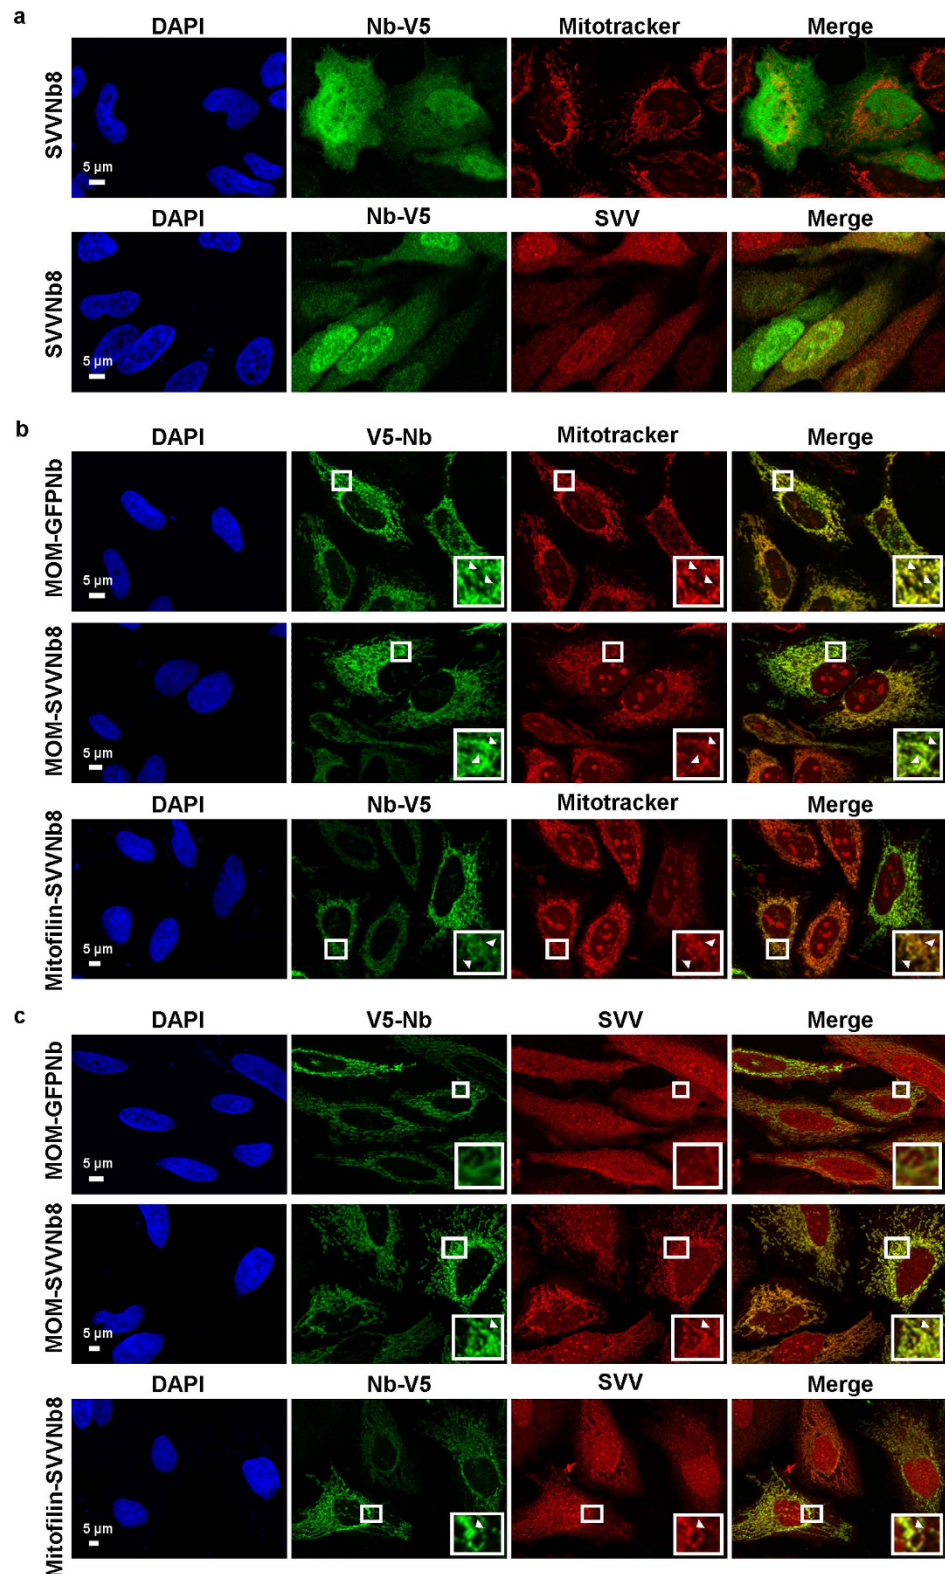 a
DAPI Nb-V5 Mitotracker Merge
SVVNb8
5 µm
DAPI Nb-V5 SVV Merge
SVVNb8
5 µm
b
DAPI V5-Nb Mitotracker Merge
MOM-GFPNb
5 µm
MOM-SVVNb8
5 µm
DAPI Nb-V5 Mitotracker Merge
Mitofilin-SVVNb8
5 µm
c
DAPI V5-Nb SVV Merge
MOM-GFPNb
5 µm
MOM-SVVNb8
5 µm
DAPI Nb-V5 SVV Merge
Mitofilin-SVVNb8
5 µm